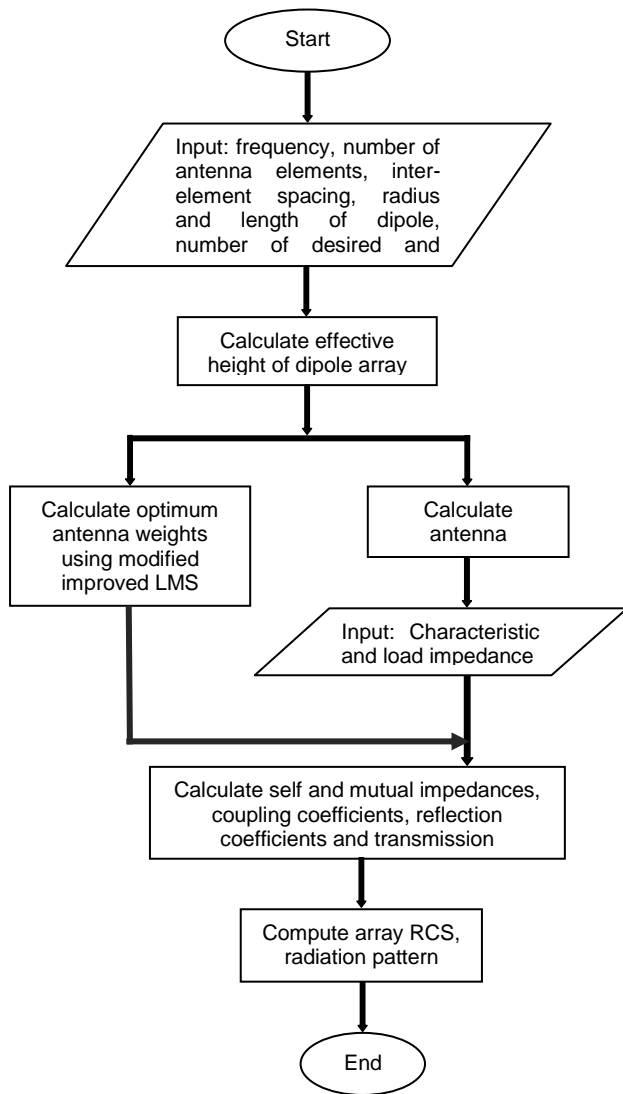 Start
Input: frequency, number of
antenna elements, inter-
element spacing, radius
and length of dipole,
number of desired and
Calculate effective
height of dipole array
Calculate optimum
antenna weights
using modified
improved LMS
Calculate
antenna
Input: Characteristic
and load impedance
Calculate self and mutual impedances,
coupling coefficients, reflection
coefficients and transmission
Compute array RCS,
radiation pattern
End